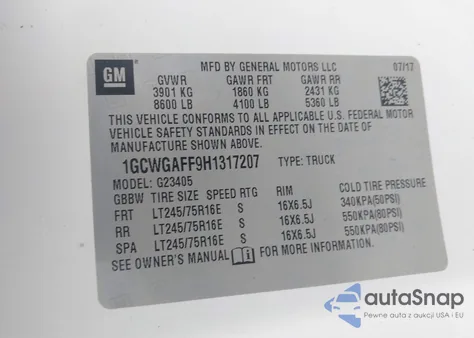 GM
MFD BY GENERAL MOTORS LLC 07/17
GVWR GAWR FRT GAWR RR
3901 KG 1860 KG 2431 KG
8600 LB 4100 LB 5360 LB
THIS VEHICLE CONFORMS TO ALL APPLICABLE U.S. FEDERAL MOTOR
VEHICLE SAFETY STANDARDS IN EFFECT ON THE DATE OF
MANUFACTURE SHOWN ABOVE.
1GCWGAFF9H1317207 TYPE: TRUCK
MODEL: G23405
GBBW TIRE SIZE SPEED RTG RIM COLD TIRE PRESSURE
FRT LT245/75R16E S 16X6.5J 340KPA(50PSI)
RR LT245/75R16E S 16X6.5J 550KPA(80PSI)
SPA LT245/75R16E S 16X6.5J 550KPA(80PSI)
SEE OWNER'S MANUAL FOR MORE INFORMATION.
autoSnap
Pewne auta z aukcji USA i EU